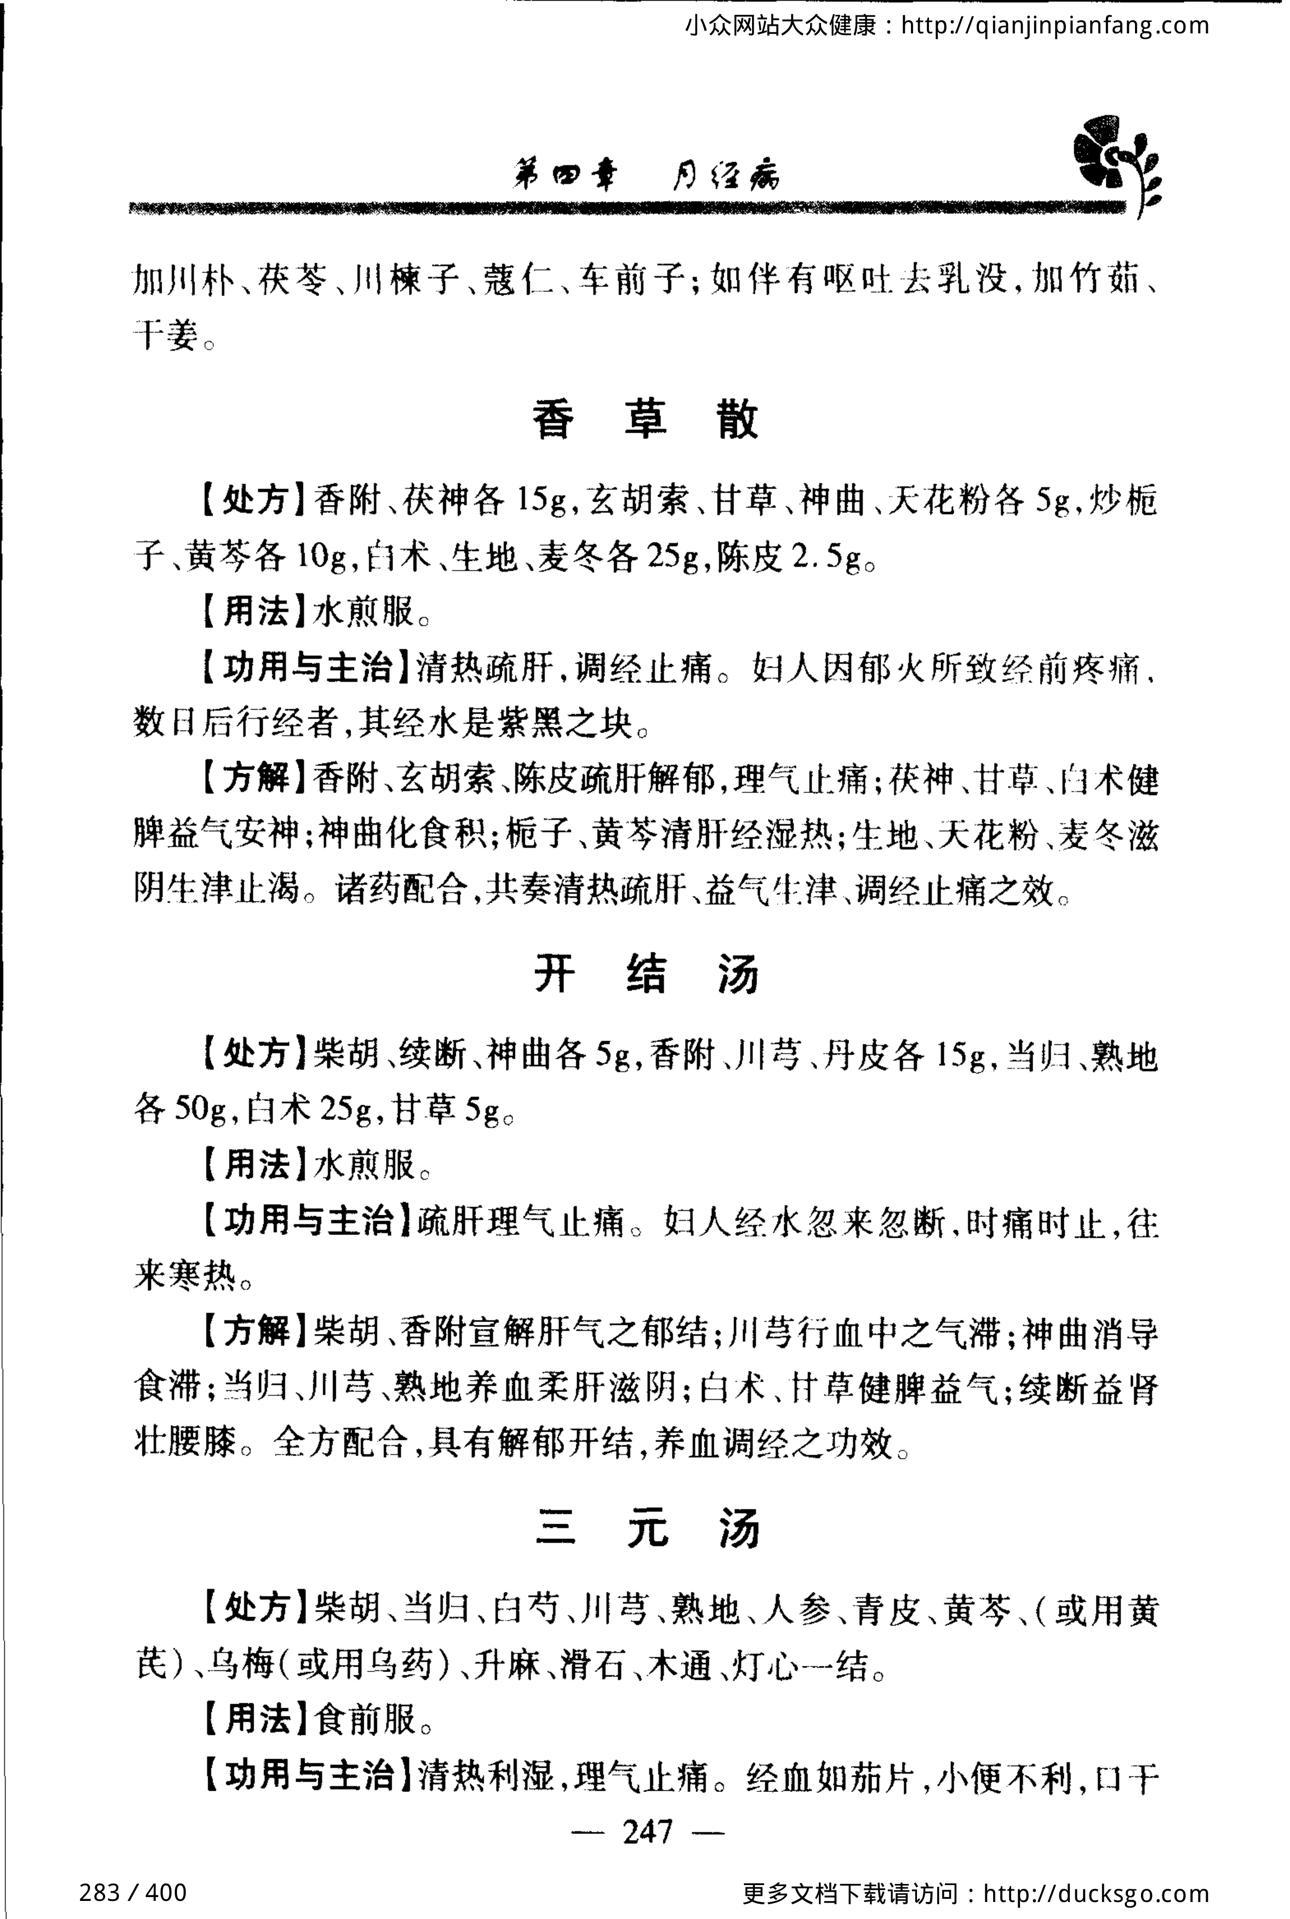 小众网站大众健康：http://qianjinpianfang.com
第四章 月经病
加川朴、茯苓、川楝子、蔻仁、车前子；如伴有呕吐去乳没，加竹茹、
干姜。
香草散
【处方】香附、茯神各 15g，玄胡索、甘草、神曲、天花粉各 5g，炒栀
子、黄芩各 10g，白术、生地、麦冬各 25g，陈皮 2.5g。
【用法】水煎服。
【功用与主治】清热疏肝，调经止痛。妇人因郁火所致经前疼痛，
数日后行经者，其经水是紫黑之块。
【方解】香附、玄胡索、陈皮疏肝解郁，理气止痛；茯神、甘草、白术健
脾益气安神；神曲化食积；栀子、黄芩清肝经湿热；生地、天花粉、麦冬滋
阴生津止渴。诸药配合，共奏清热疏肝、益气生津、调经止痛之效。
开结汤
【处方】柴胡、续断、神曲各 5g，香附、川芎、丹皮各 15g，当归、熟地
各 50g，白术 25g，甘草 5g。
【用法】水煎服。
【功用与主治】疏肝理气止痛。妇人经水忽来忽断，时痛时止，往
来寒热。
【方解】柴胡、香附宣解肝气之郁结；川芎行血中之气滞；神曲消导
食滞；当归、川芎、熟地养血柔肝滋阴；白术、甘草健脾益气；续断益肾
壮腰膝。全方配合，具有解郁开结，养血调经之功效。
三元汤
【处方】柴胡、当归、白芍、川芎、熟地、人参、青皮、黄芩、（或用黄
芪）、乌梅（或用乌药）、升麻、滑石、木通、灯心一结。
【用法】食前服。
【功用与主治】清热利湿，理气止痛。经血如茄片，小便不利，口干
— 247 —
283 / 400
更多文档下载请访问：http://ducksgo.com